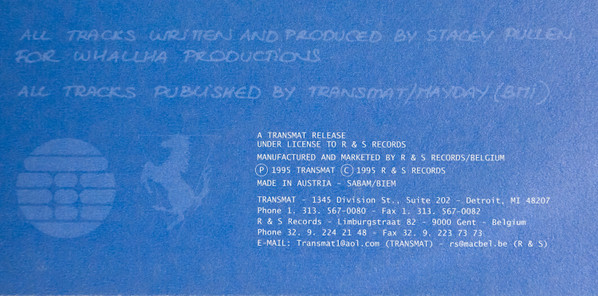 ALL TRACKS WRITTEN AND PRODUCED BY STACEY PULLEN
FOR WHALLHA PRODUCTIONS
ALL TRACKS PUBLISHED BY TRANSMAT/MAYDAY (BMi)
A TRANSMAT RELEASE
UNDER LICENSE TO R & S RECORDS
MANUFACTURED AND MARKETED BY R & S RECORDS/BELGIUM
Ⓟ 1995 TRANSMAT Ⓒ 1995 R & S RECORDS
MADE IN AUSTRIA - SABAM/BIEM
TRANSMAT - 1345 Division St., Suite 202 - Detroit, MI 48207
Phone 1. 313. 567-0080 - Fax 1. 313. 567-0082
R & S Records - Limburgstraat 82 - 9000 Gent - Belgium
Phone 32. 9. 224 21 48 - Fax 32. 9. 223 73 73
E-MAIL: Transmat1@aol.com (TRANSMAT) - rs@macbel.be (R & S)